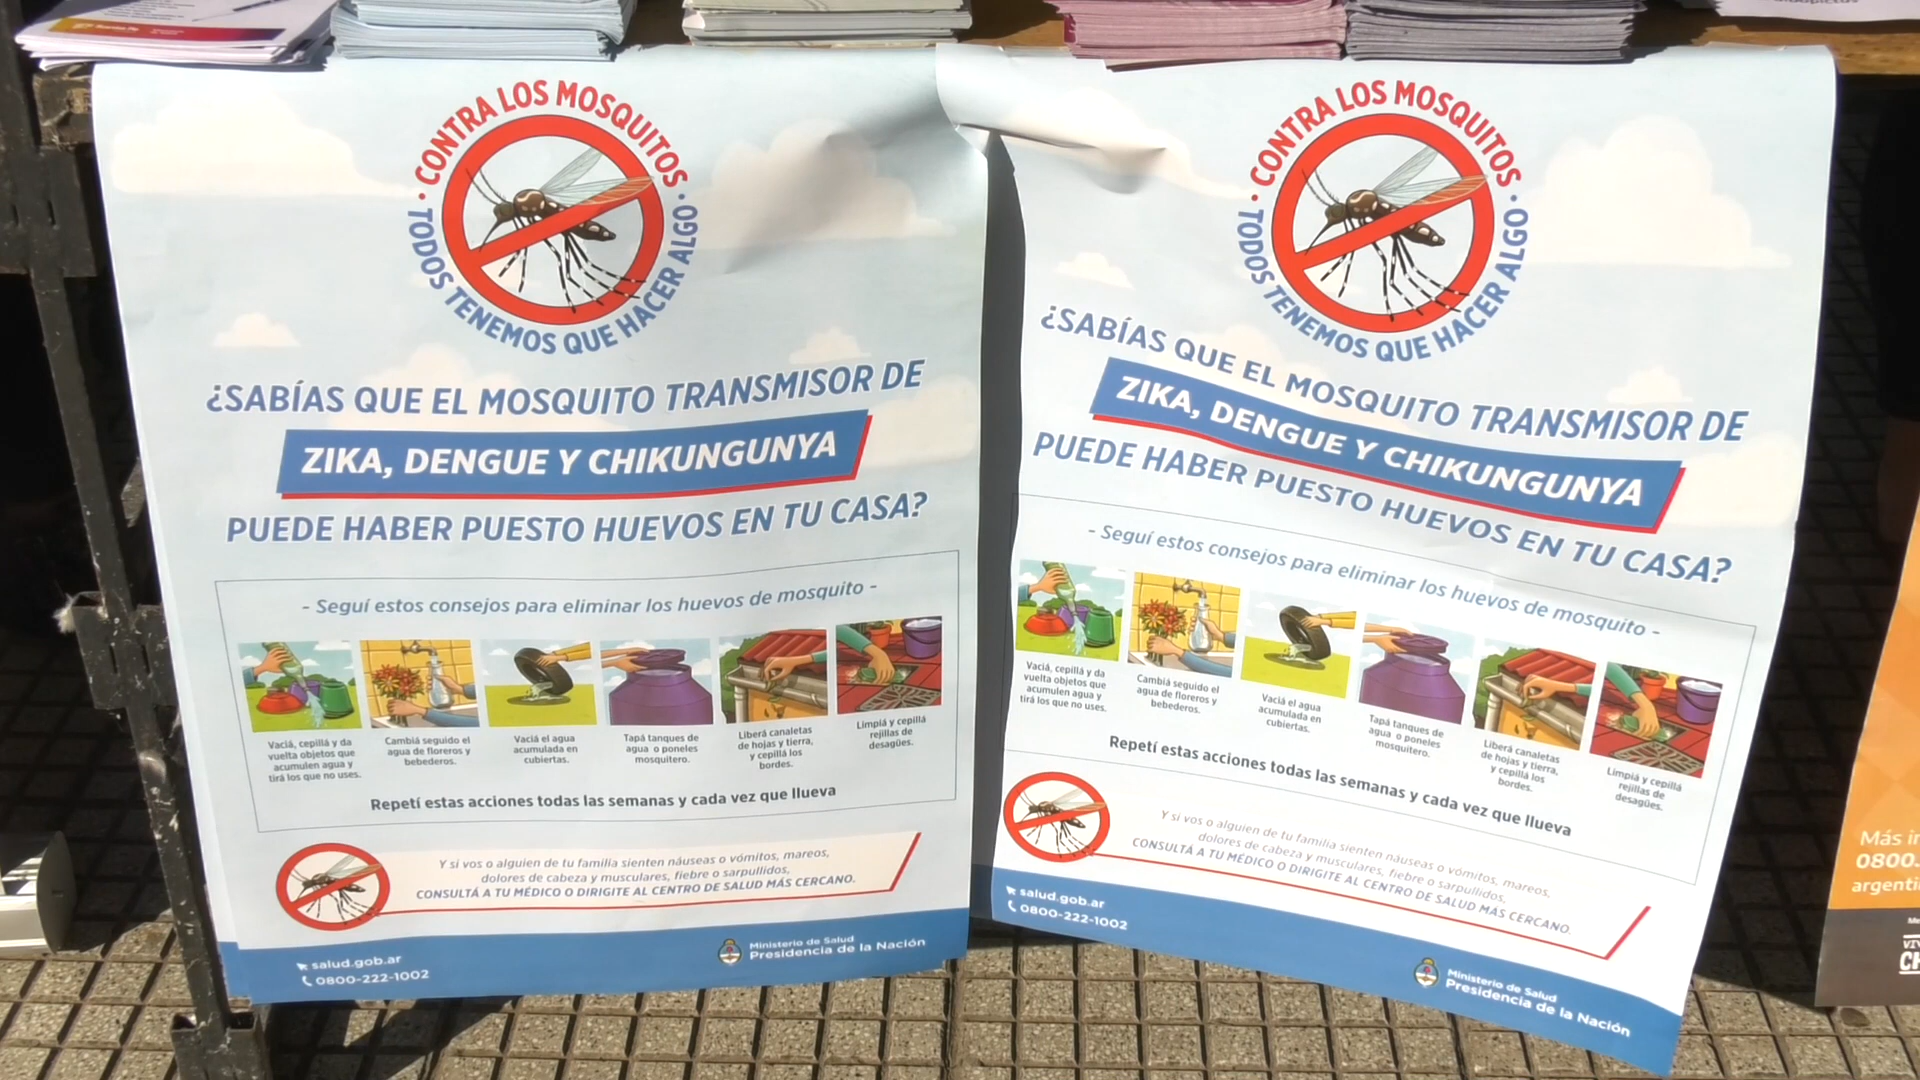 CONTRA LOS MOSQUITOS
TODOS TENEMOS QUE HACER ALGO
¿SABÍAS QUE EL MOSQUITO TRANSMISOR DE
ZIKA, DENGUE Y CHIKUNGUNYA
PUEDE HABER PUESTO HUEVOS EN TU CASA?
- Seguí estos consejos para eliminar los huevos de mosquito -
Vaciá, cepillá y da
vuelta objetos que
acumulen agua y
tirá los que no uses.
Cambiá seguido el
agua de floreros y
bebederos.
Vaciá el agua
acumulada en
cubiertas.
Tapá tanques de
agua o poneles
mosquitero.
Liberá canaletas
de hojas y tierra,
y cepillá los
bordes.
Limpiá y cepillá
rejillas de
desagües.
Repetí estas acciones todas las semanas y cada vez que llueva
Y si vos o alguien de tu familia sienten náuseas o vómitos, mareos,
dolores de cabeza y musculares, fiebre o sarpullidos,
CONSULTÁ A TU MÉDICO O DIRIGITE AL CENTRO DE SALUD MÁS CERCANO.
salud.gob.ar
0800-222-1002
Ministerio de Salud
Presidencia de la Nación
CONTRA LOS MOSQUITOS
TODOS TENEMOS QUE HACER ALGO
¿SABÍAS QUE EL MOSQUITO TRANSMISOR DE
ZIKA, DENGUE Y CHIKUNGUNYA
PUEDE HABER PUESTO HUEVOS EN TU CASA?
- Seguí estos consejos para eliminar los huevos de mosquito -
Vaciá, cepillá y da
vuelta objetos que
acumulen agua y
tirá los que no uses.
Cambiá seguido el
agua de floreros y
bebederos.
Vaciá el agua
acumulada en
cubiertas.
Tapá tanques de
agua o poneles
mosquitero.
Liberá canaletas
de hojas y tierra,
y cepillá los
bordes.
Limpiá y cepillá
rejillas de
desagües.
Repetí estas acciones todas las semanas y cada vez que llueva
Y si vos o alguien de tu familia sienten náuseas o vómitos, mareos,
dolores de cabeza y musculares, fiebre o sarpullidos,
CONSULTÁ A TU MÉDICO O DIRIGITE AL CENTRO DE SALUD MÁS CERCANO.
salud.gob.ar
0800-222-1002
Ministerio de Salud
Presidencia de la Nación
Más
0800